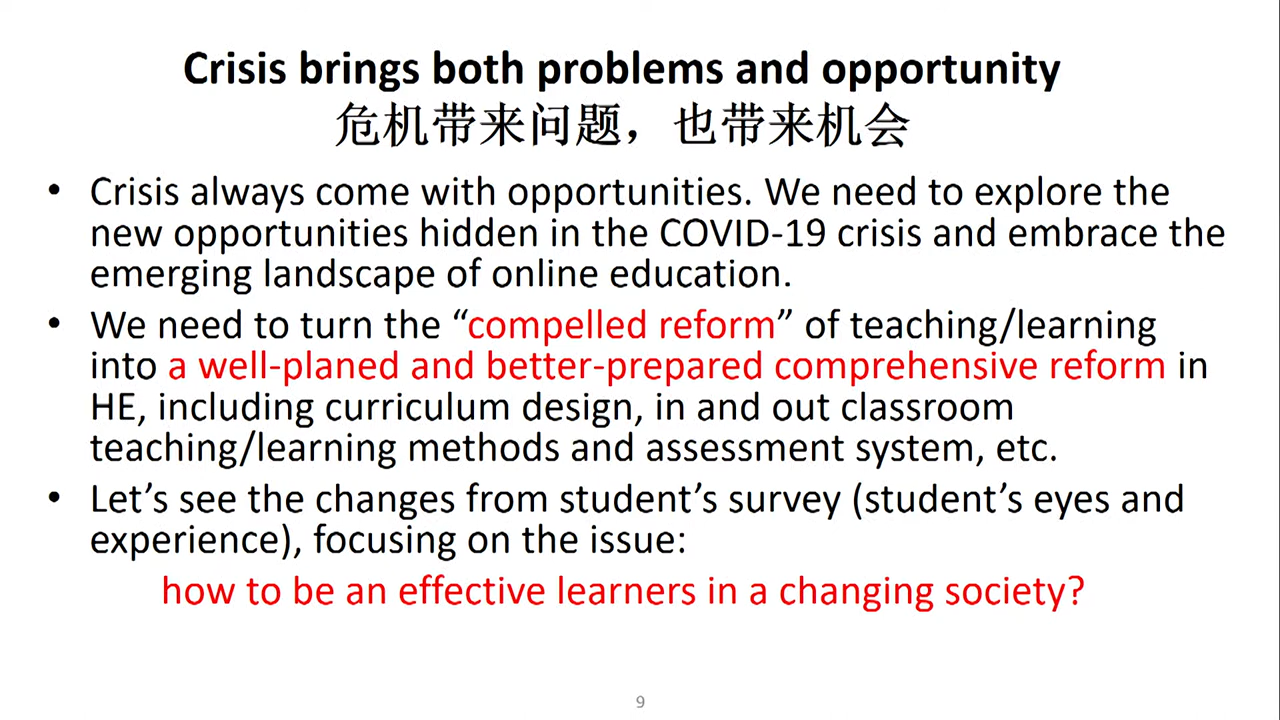 Crisis brings both problems and opportunity
危机带来问题，也带来机会
• Crisis always come with opportunities. We need to explore the
new opportunities hidden in the COVID-19 crisis and embrace the
emerging landscape of online education.
• We need to turn the “compelled reform” of teaching/learning
into a well-planed and better-prepared comprehensive reform in
HE, including curriculum design, in and out classroom
teaching/learning methods and assessment system, etc.
• Let’s see the changes from student’s survey (student’s eyes and
experience), focusing on the issue:
how to be an effective learners in a changing society?
9